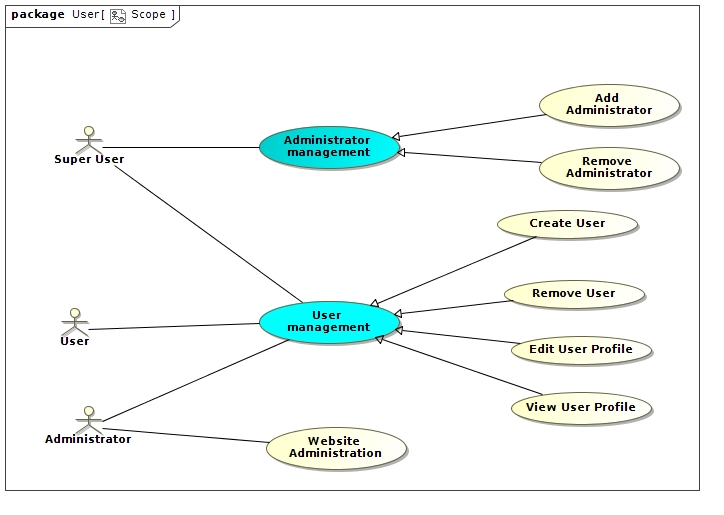 package User[ Scope ]
Add
Administrator
Administrator
management
Super User
Remove
Administrator
Create User
Remove User
User
management
User
Edit User Profile
View User Profile
Administrator
Website
Administration